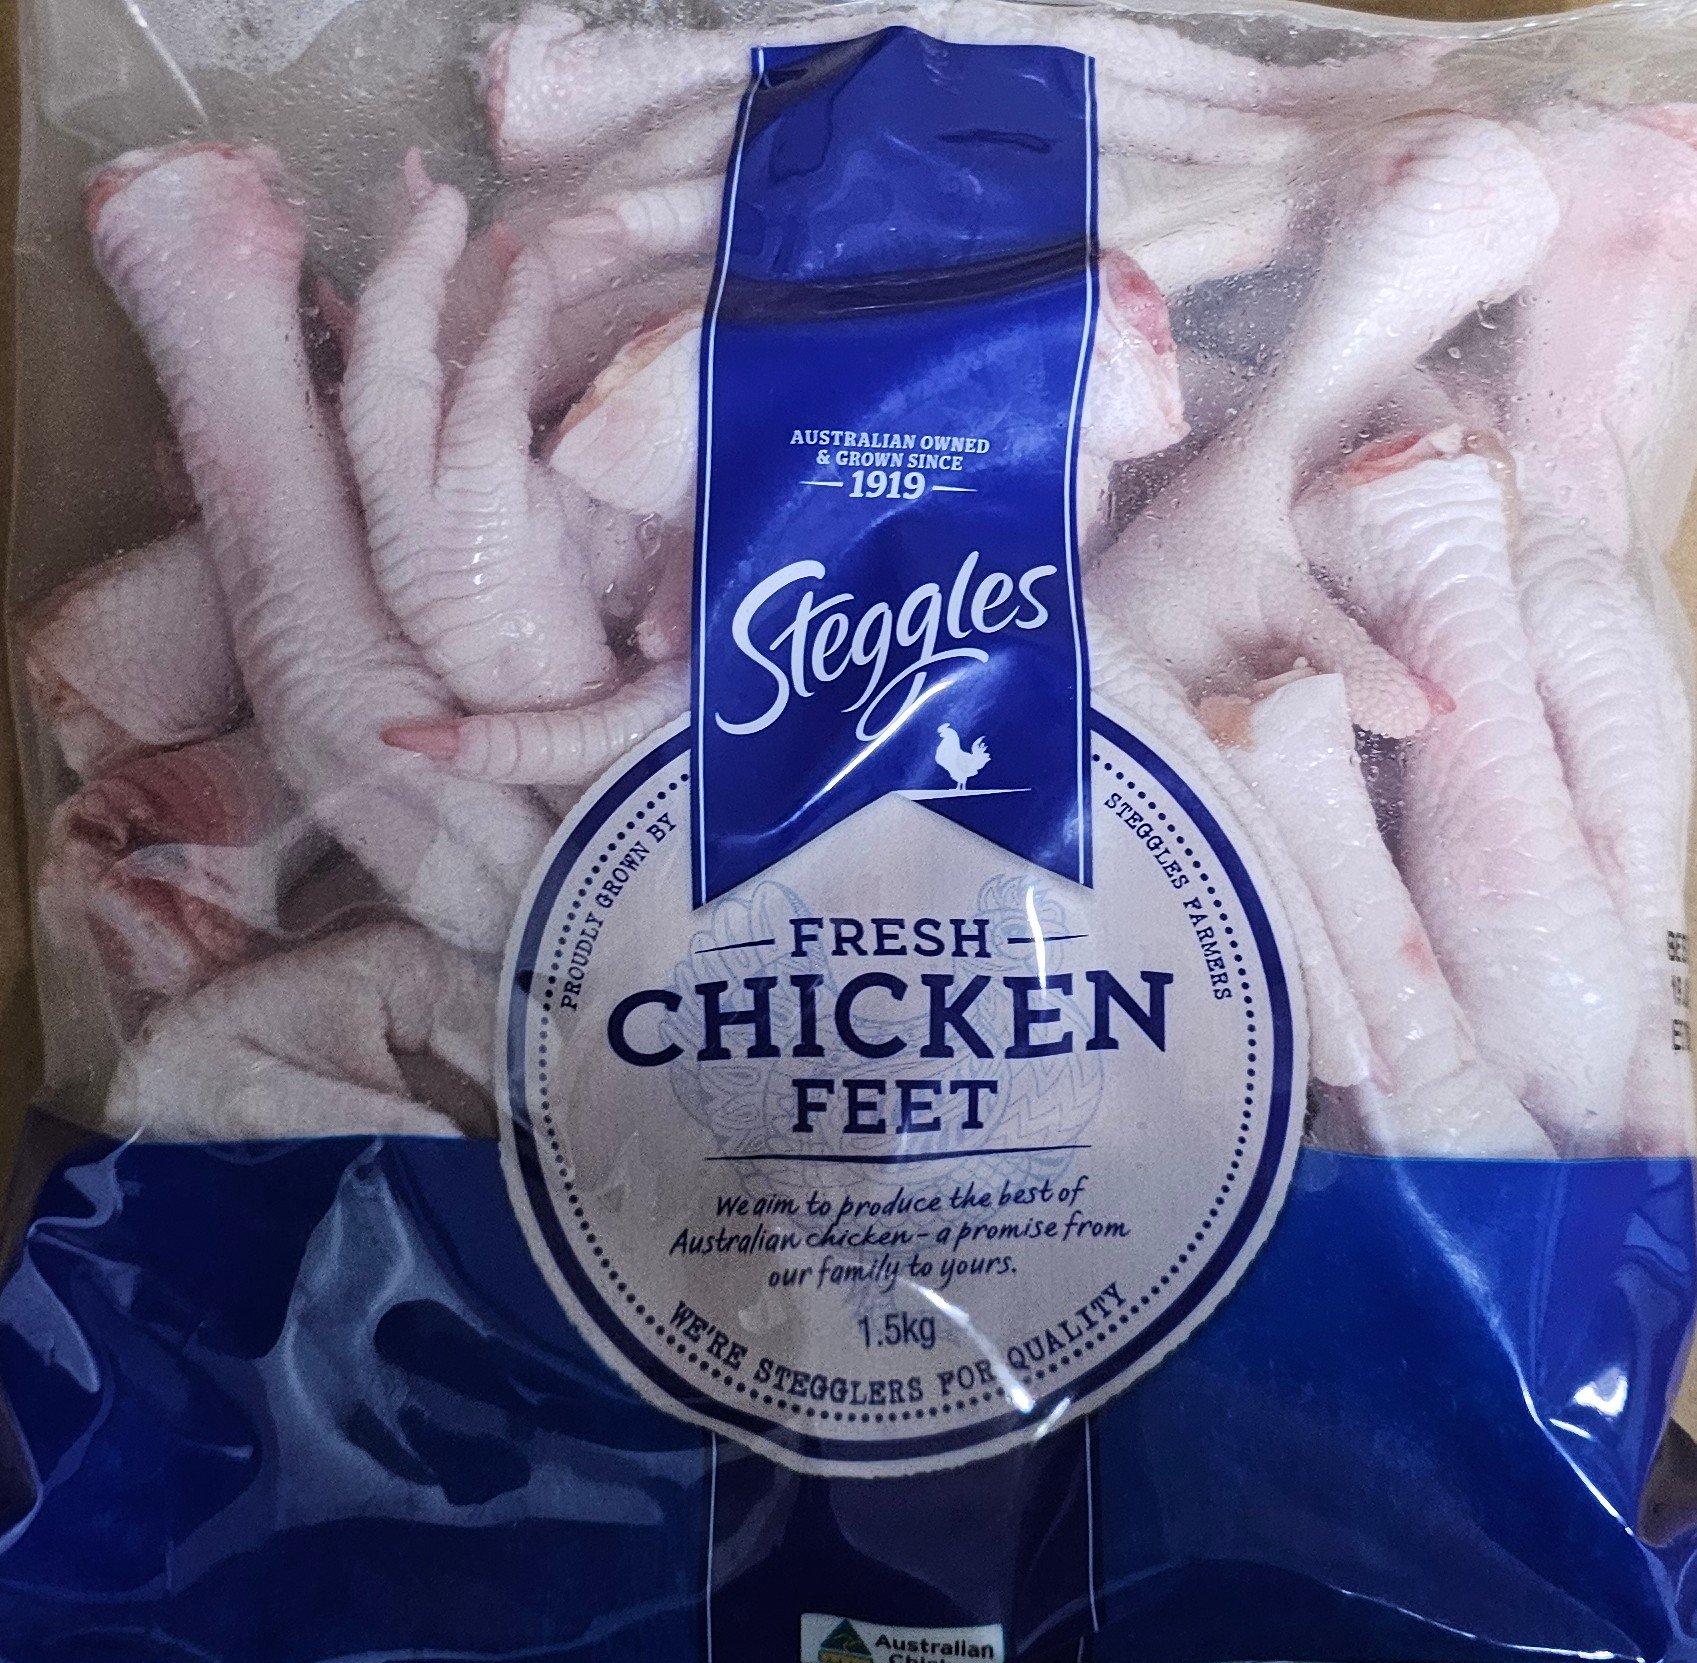 AUSTRALIAN OWNED
& GROWN SINCE
1919
Steggles
PROUDLY GROWN BY
STEGGLES FARMERS
FRESH
CHICKEN
FEET
We aim to produce the best of
Australian chicken - a promise from
our family to yours.
1.5kg
WE'RE STEGGLERS FOR QUALITY
Australian